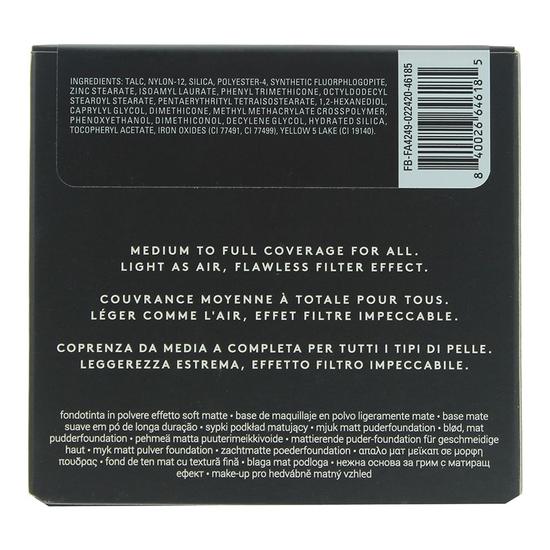 INGREDIENTS: TALC, NYLON-12, SILICA, POLYESTER-4, SYNTHETIC FLUORPHLOGOPITE,
ZINC STEARATE, ISOAMYL LAURATE, PHENYL TRIMETHICONE, OCTYLDODECYL
STEAROYL STEARATE, PENTAERYTHRITYL TETRAISOSTEARATE, 1,2-HEXANEDIOL,
CAPRYLYL GLYCOL, DIMETHICONE, METHYL METHACRYLATE CROSSPOLYMER,
PHENOXYETHANOL, DIMETHICONOL, DECYLENE GLYCOL, HYDRATED SILICA,
TOCOPHERYL ACETATE, IRON OXIDES (CI 77491, CI 77499), YELLOW 5 LAKE (CI 19140).
FB-FA4249-022420-46185
8 40026 64618 5
MEDIUM TO FULL COVERAGE FOR ALL.
LIGHT AS AIR, FLAWLESS FILTER EFFECT.
COUVRANCE MOYENNE À TOTALE POUR TOUS.
LÉGER COMME L'AIR, EFFET FILTRE IMPECCABLE.
COPRENZA DA MEDIA A COMPLETA PER TUTTI I TIPI DI PELLE.
LEGGEREZZA ESTREMA, EFFETTO FILTRO IMPECCABILE.
fondotinta in polvere effetto soft matte • base de maquillaje en polvo ligeramente mate • base mate
suave em pó de longa duração • sypki podkład matujący • mjuk matt puderfoundation • blød, mat
pudderfoundation • pehmeä matta puuterimeikkivoide • mattierende puder-foundation für geschmeidige
haut • myk matt pulver foundation • zachtmatte poederfoundation • απαλο ματ μεϊκαπ σε μορφη
πουδρας • fond de ten mat cu textură fină • blaga mat podloga • нежна основа за грим с матиращ
ефект • make-up pro hedvábně matný vzhled